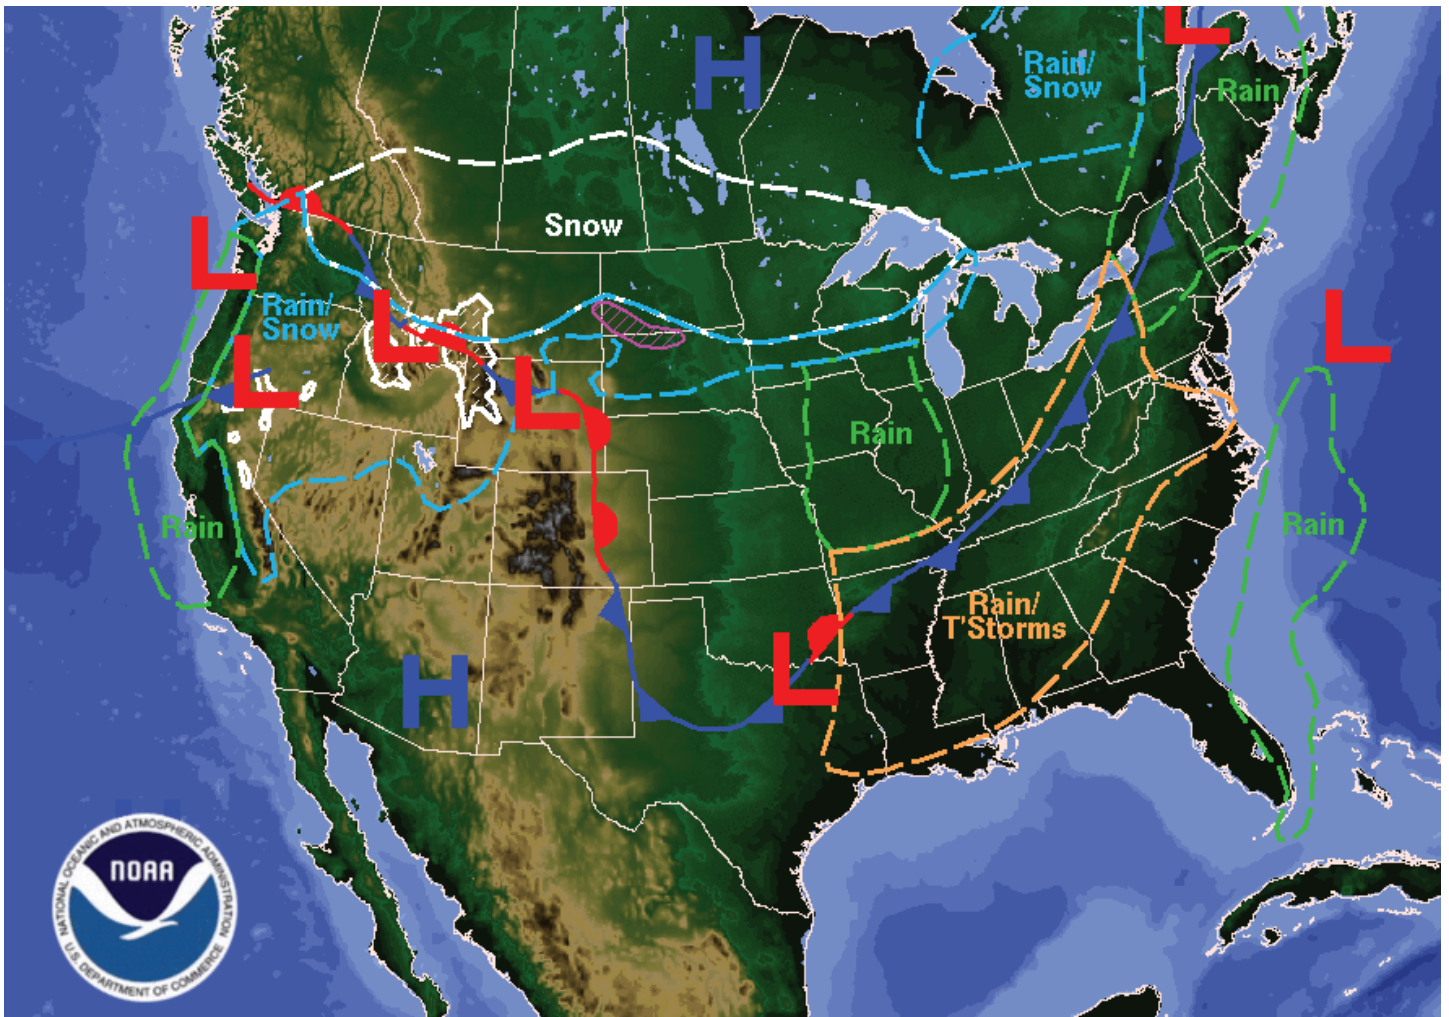 L
H
Rain/
Snow
Rain
Snow
L
Rain/
Snow
L
L
L
L
Rain
Rain
Rain
Rain/
T'Storms
L
H
NATIONAL OCEANIC AND ATMOSPHERIC ADMINISTRATION
NOAA
U.S. DEPARTMENT OF COMMERCE